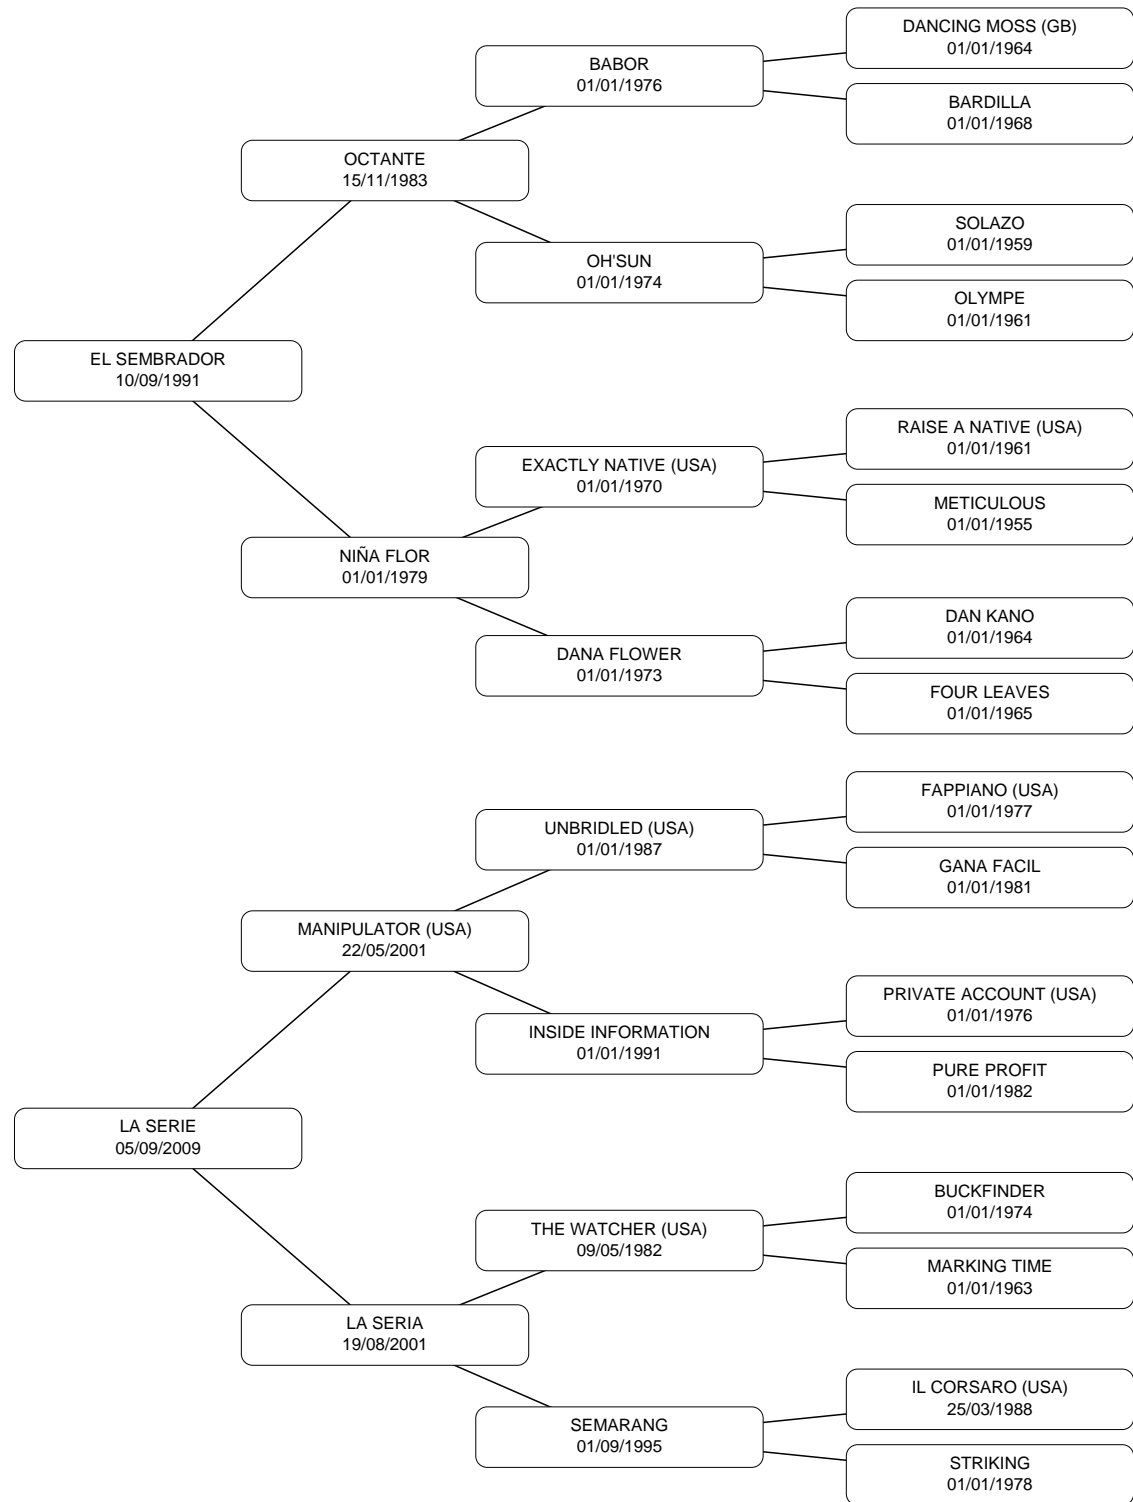 DANCING MOSS (GB)
01/01/1964
BABOR
01/01/1976
BARDILLA
01/01/1968
OCTANTE
15/11/1983
SOLAZO
01/01/1959
OH'SUN
01/01/1974
OLYMPE
01/01/1961
EL SEMBRADOR
10/09/1991
RAISE A NATIVE (USA)
01/01/1961
EXACTLY NATIVE (USA)
01/01/1970
METICULOUS
01/01/1955
NIÑA FLOR
01/01/1979
DAN KANO
01/01/1964
DANA FLOWER
01/01/1973
FOUR LEAVES
01/01/1965
FAPPIANO (USA)
01/01/1977
UNBRIDLED (USA)
01/01/1987
GANA FACIL
01/01/1981
MANIPULATOR (USA)
22/05/2001
PRIVATE ACCOUNT (USA)
01/01/1976
INSIDE INFORMATION
01/01/1991
PURE PROFIT
01/01/1982
LA SERIE
05/09/2009
BUCKFINDER
01/01/1974
THE WATCHER (USA)
09/05/1982
MARKING TIME
01/01/1963
LA SERIA
19/08/2001
IL CORSARO (USA)
25/03/1988
SEMARANG
01/09/1995
STRIKING
01/01/1978